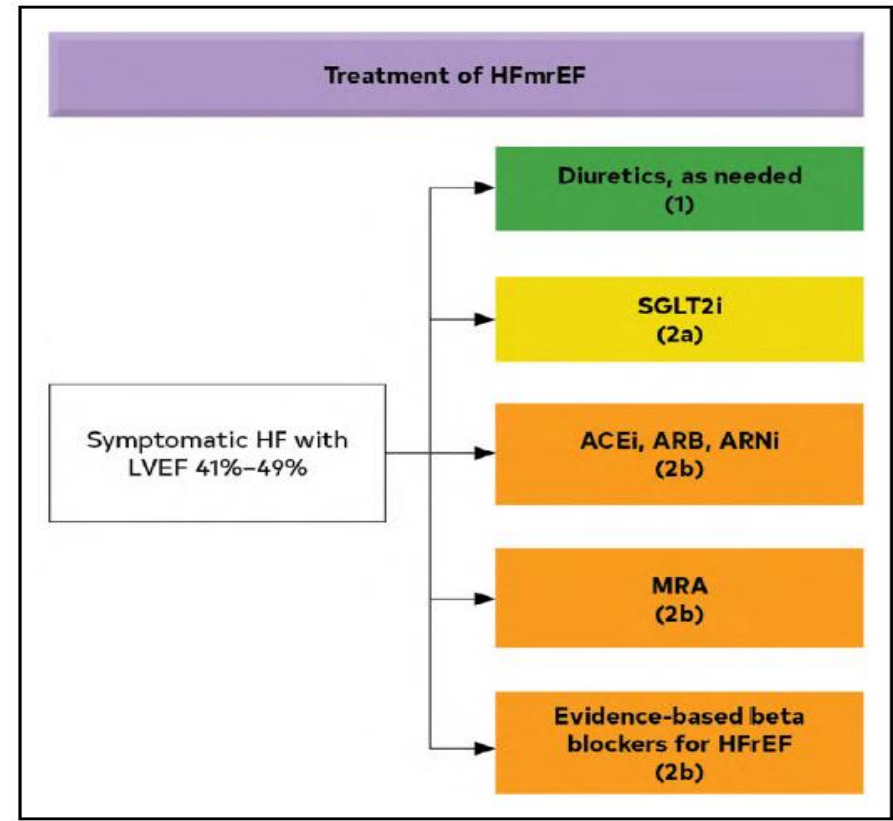 Treatment of HFmrEF
Symptomatic HF with
LVEF 41%–49%
Diuretics, as needed
(1)
SGLT2i
(2a)
ACEi, ARB, ARNi
(2b)
MRA
(2b)
Evidence-based beta
blockers for HFrEF
(2b)